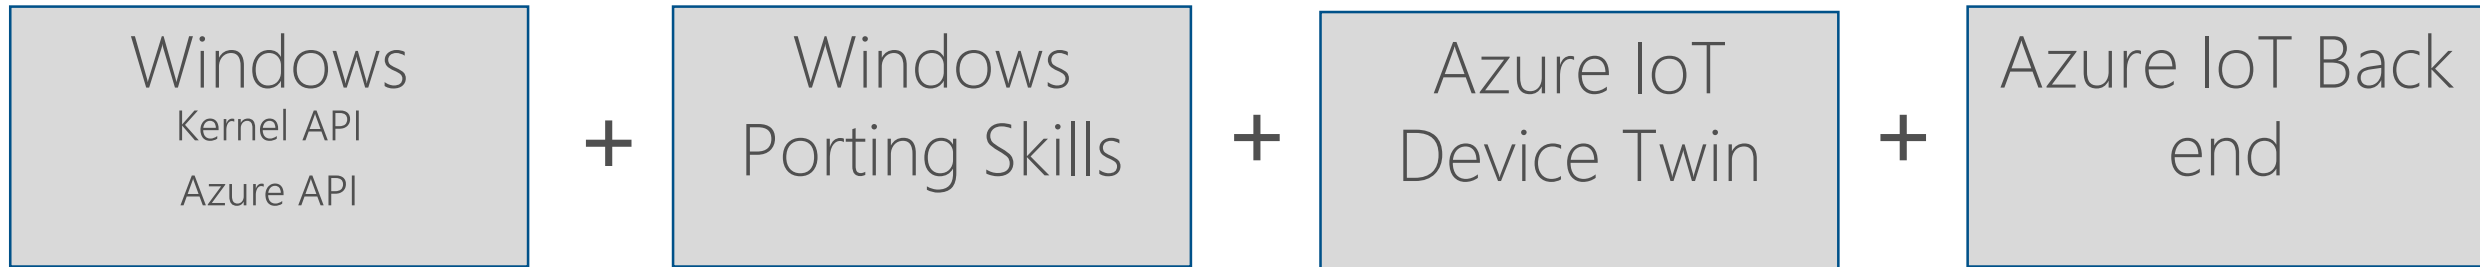 Windows
Kernel API
Azure API
+
Windows
Porting Skills
+
Azure IoT
Device Twin
+
Azure IoT Back
end